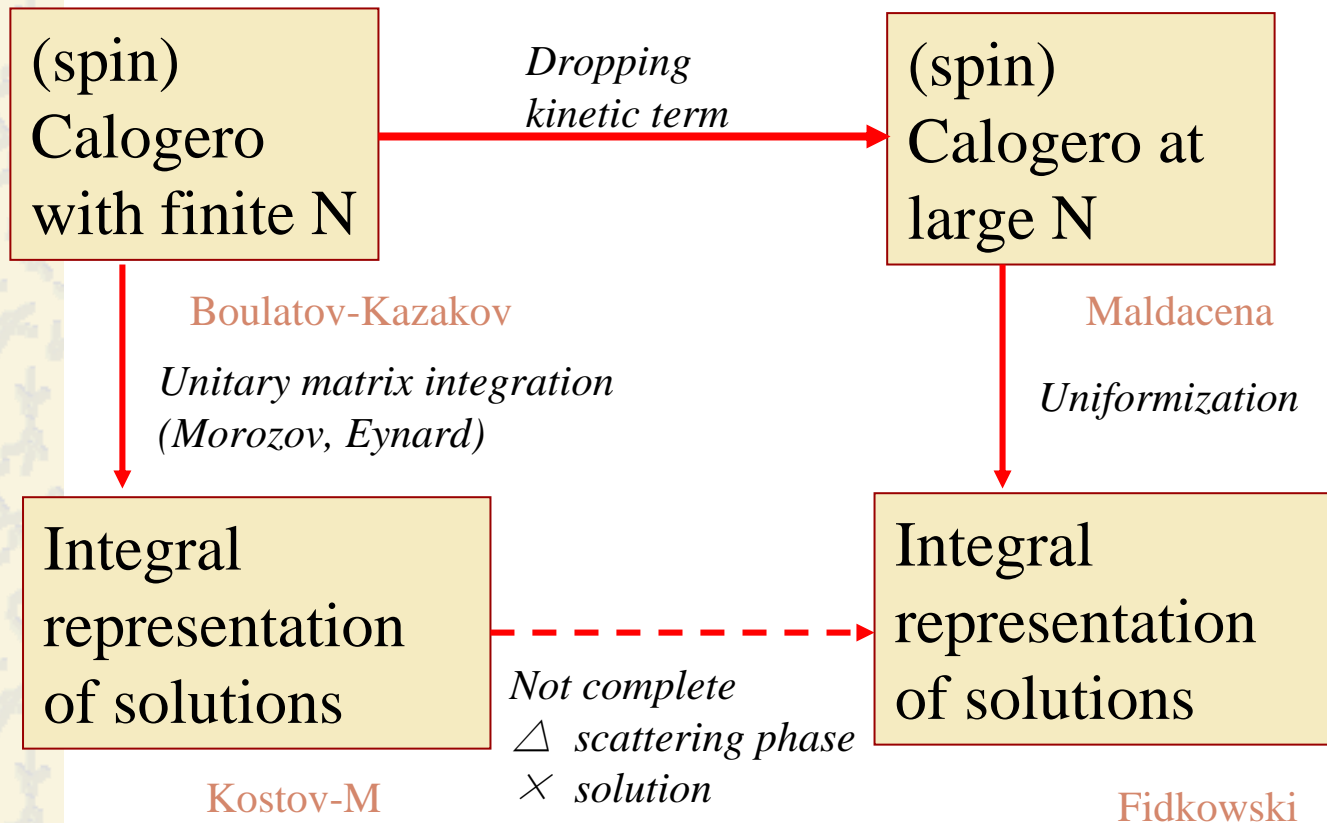 (spin)
Calogero
with finite N
Dropping
kinetic term
(spin)
Calogero at
large N
Boulatov-Kazakov
Maldacena
Unitary matrix integration
(Morozov, Eynard)
Uniformization
Integral
representation
of solutions
Not complete
△ scattering phase
× solution
Integral
representation
of solutions
Kostov-M
Fidkowski